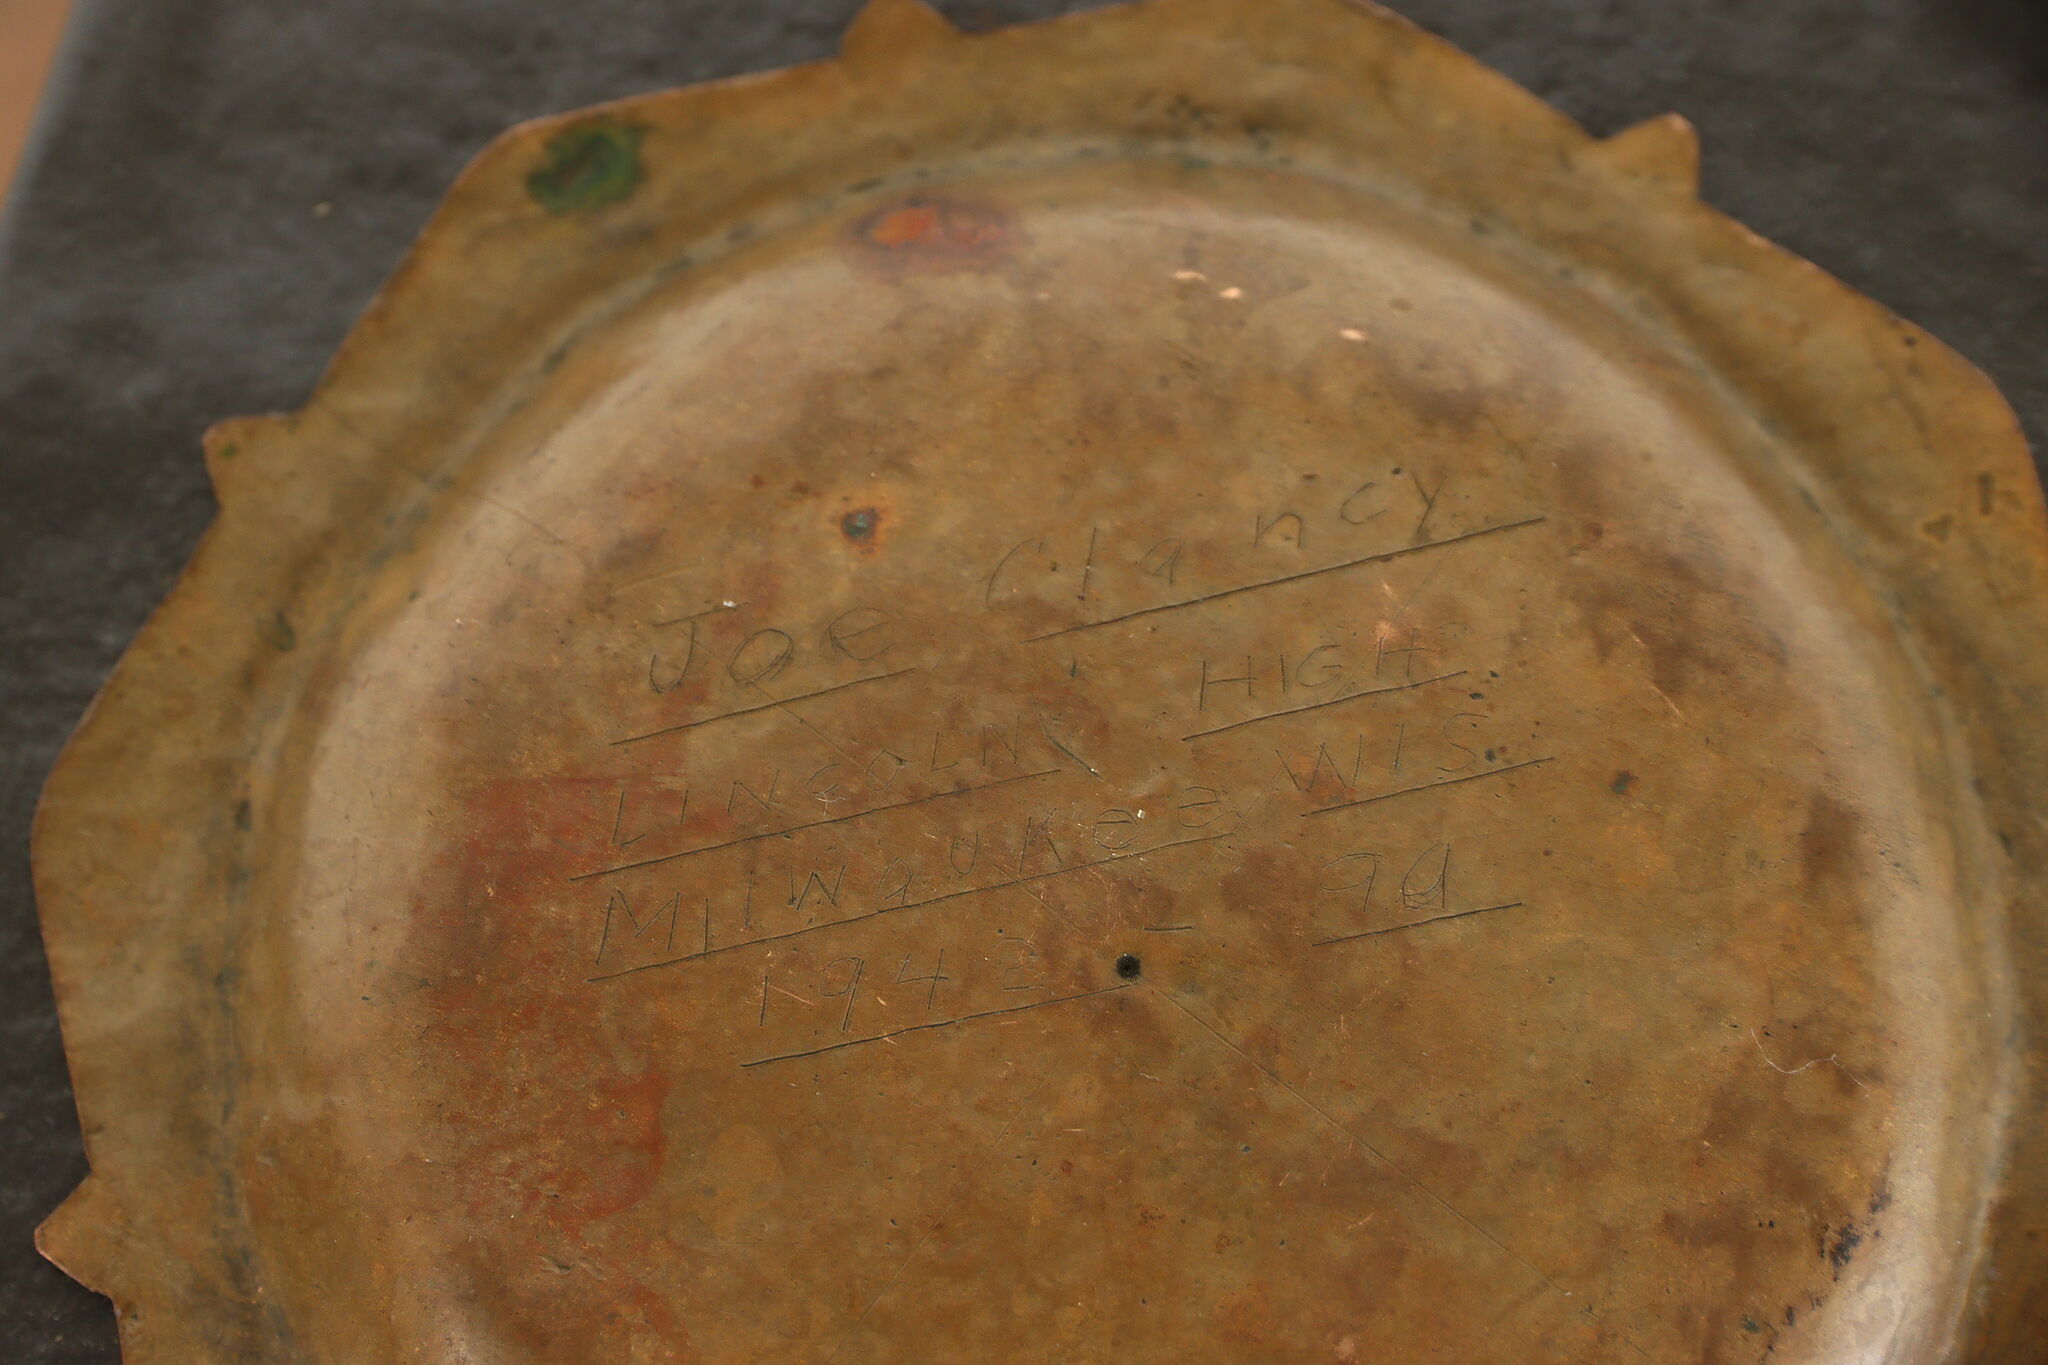 JOE Clancy
LINCOLN HIGH
MilWaUKee WIS.
1942 - 9a